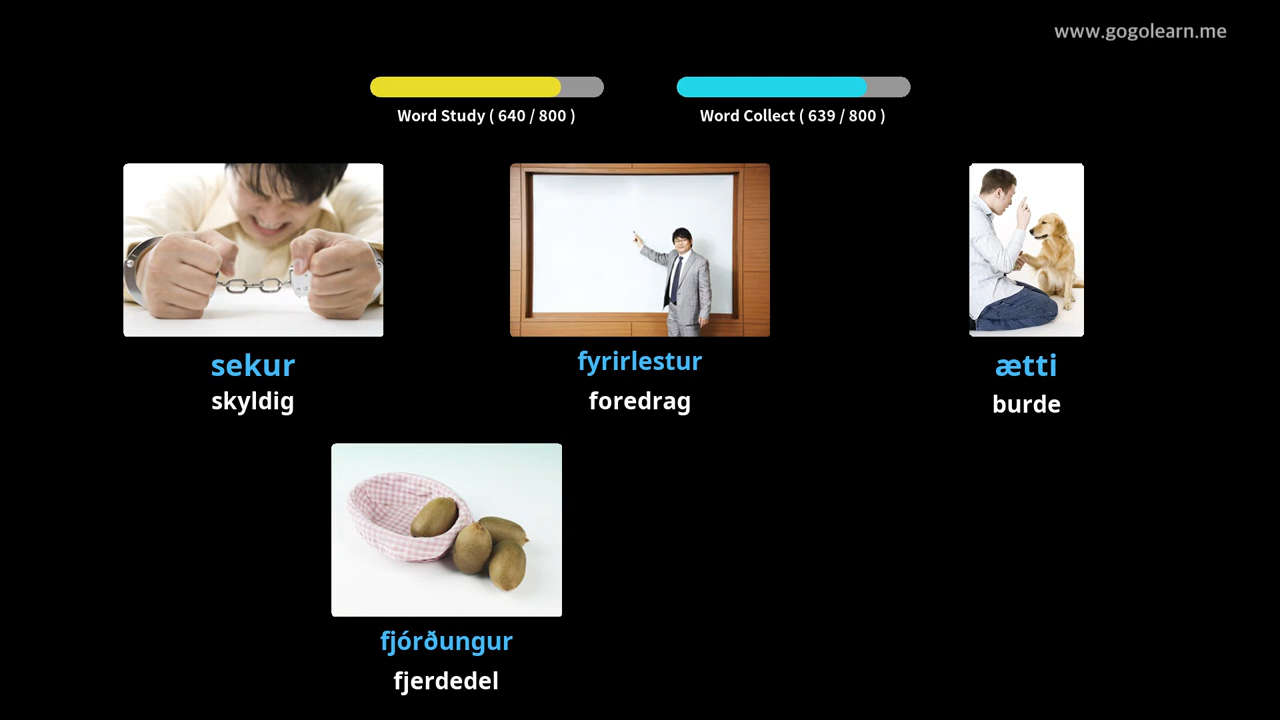 www.gogolearn.me
Word Study ( 640 / 800 )
Word Collect ( 639 / 800 )
sekur
skyldig
fyrirlestur
foredrag
ætti
burde
fjórðungur
fjerdedel